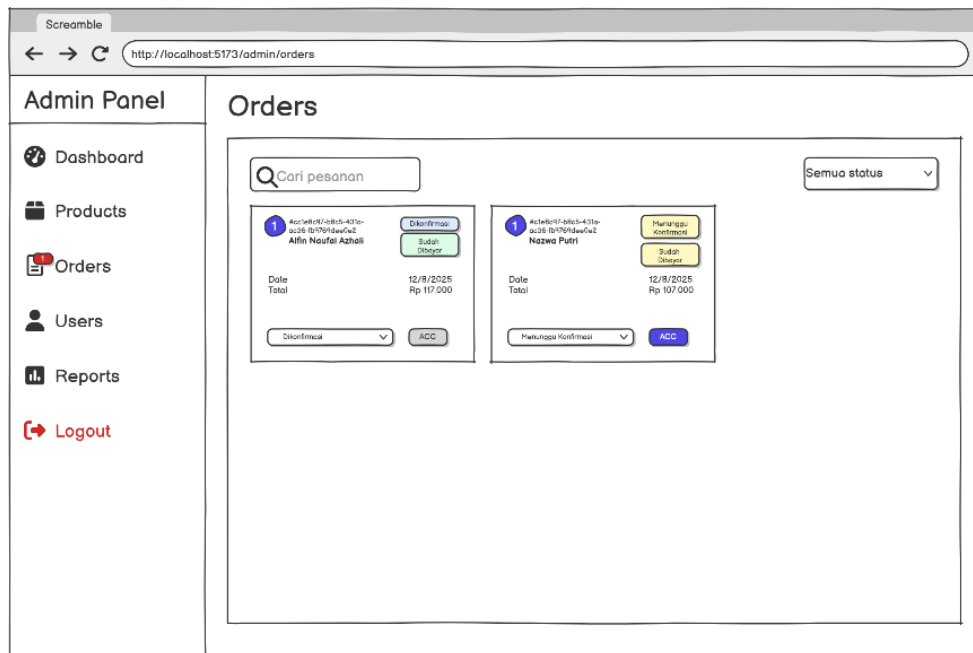 Screamble
http://localhost:5173/admin/orders
Admin Panel
Dashboard
Products
1
Orders
Users
Reports
Logout
Orders
Cari pesanan
Semua status
1
Alfin Naufal Azhali
Dikonfirmasi
Sudah
Dibayar
Date 12/8/2025
Total Rp 117.000
Dikonfirmasi
ACC
1
Nazwa Putri
Menunggu
Konfirmasi
Sudah
Dibayar
Date 12/8/2025
Total Rp 107.000
Menunggu Konfirmasi
ACC